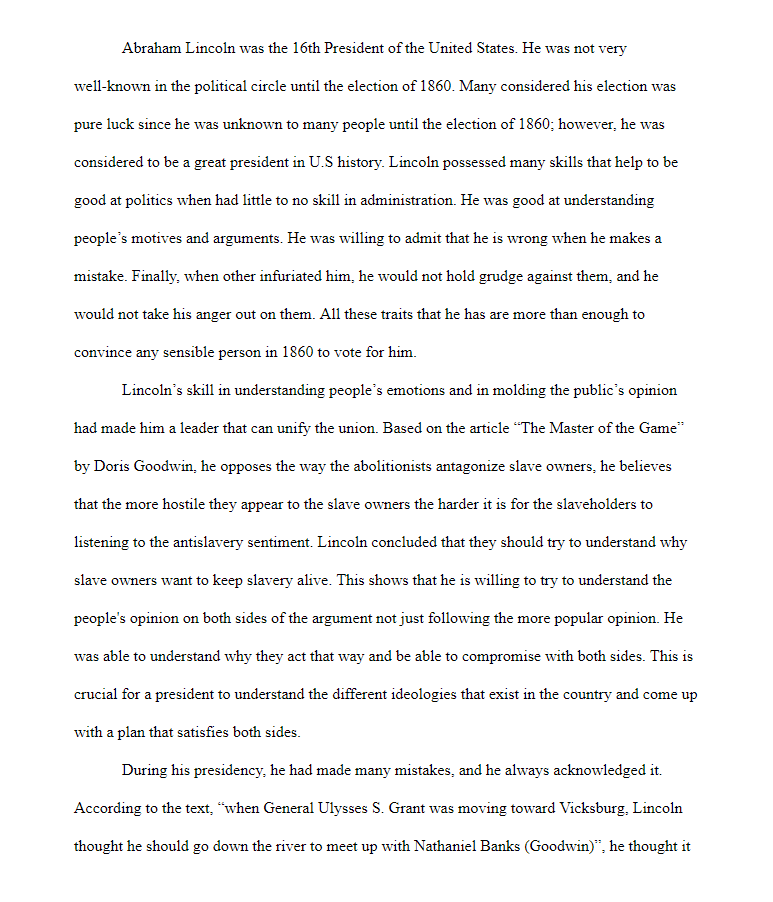 Abraham Lincoln was the 16th President of the United States. He was not very
well-known in the political circle until the election of 1860. Many considered his election was
pure luck since he was unknown to many people until the election of 1860; however, he was
considered to be a great president in U.S history. Lincoln possessed many skills that help to be
good at politics when had little to no skill in administration. He was good at understanding
people’s motives and arguments. He was willing to admit that he is wrong when he makes a
mistake. Finally, when other infuriated him, he would not hold grudge against them, and he
would not take his anger out on them. All these traits that he has are more than enough to
convince any sensible person in 1860 to vote for him.
Lincoln’s skill in understanding people’s emotions and in molding the public’s opinion
had made him a leader that can unify the union. Based on the article “The Master of the Game”
by Doris Goodwin, he opposes the way the abolitionists antagonize slave owners, he believes
that the more hostile they appear to the slave owners the harder it is for the slaveholders to
listening to the antislavery sentiment. Lincoln concluded that they should try to understand why
slave owners want to keep slavery alive. This shows that he is willing to try to understand the
people's opinion on both sides of the argument not just following the more popular opinion. He
was able to understand why they act that way and be able to compromise with both sides. This is
crucial for a president to understand the different ideologies that exist in the country and come up
with a plan that satisfies both sides.
During his presidency, he had made many mistakes, and he always acknowledged it.
According to the text, “when General Ulysses S. Grant was moving toward Vicksburg, Lincoln
thought he should go down the river to meet up with Nathaniel Banks (Goodwin)”, he thought it